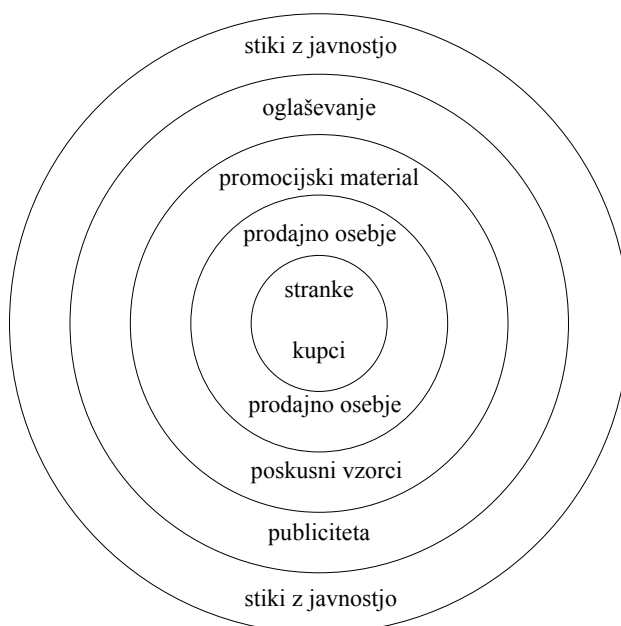 stiki z javnostjo
oglaševanje
promocijski material
prodajno osebje
stranke
kupci
prodajno osebje
poskusni vzorci
publiciteta
stiki z javnostjo